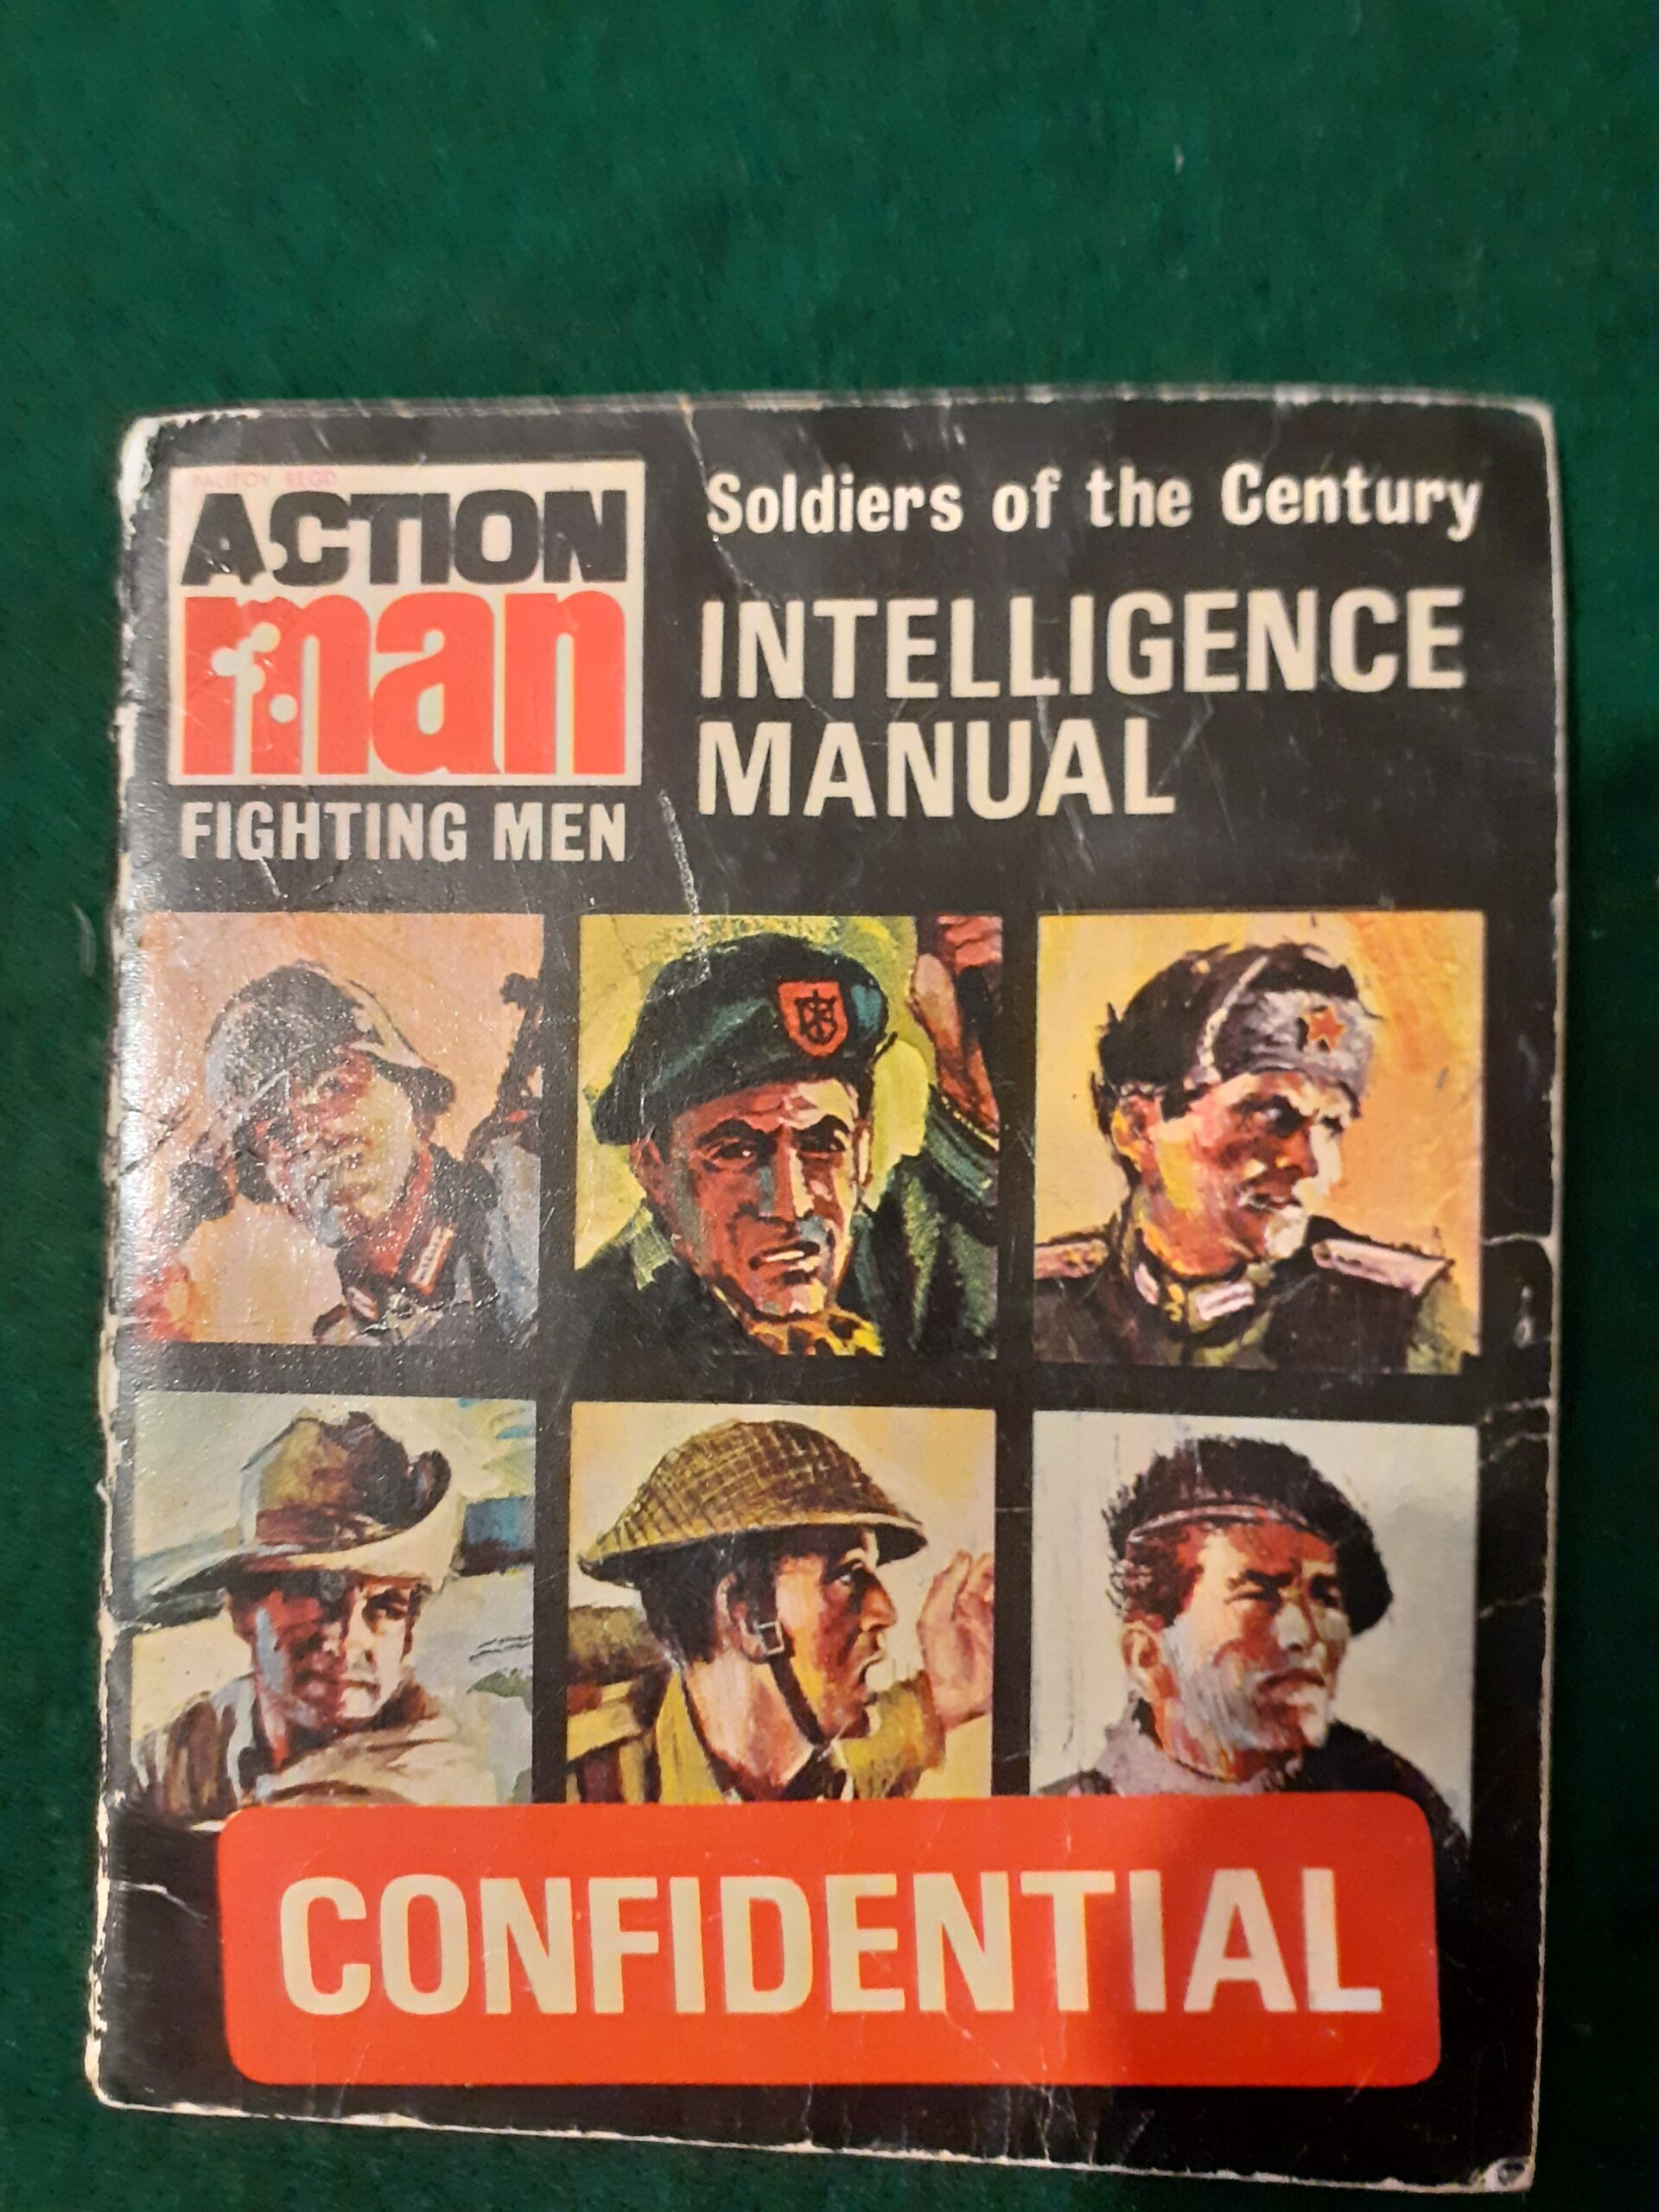 PALITOY REGD
ACTION
man
FIGHTING MEN
Soldiers of the Century
INTELLIGENCE
MANUAL
CONFIDENTIAL